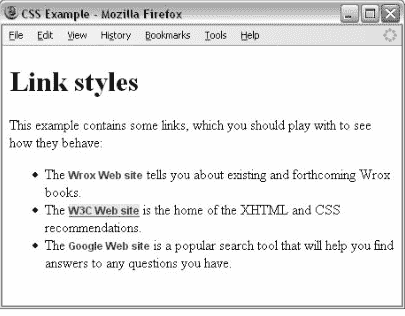 CSS Example - Mozilla Firefox
File Edit View History Bookmarks Tools Help
Link styles
This example contains some links, which you should play with to see
how they behave:
The Wrox Web site tells you about existing and forthcoming Wrox
books.
The W3C Web site is the home of the XHTML and CSS
recommendations.
The Google Web site is a popular search tool that will help you find
answers to any questions you have.